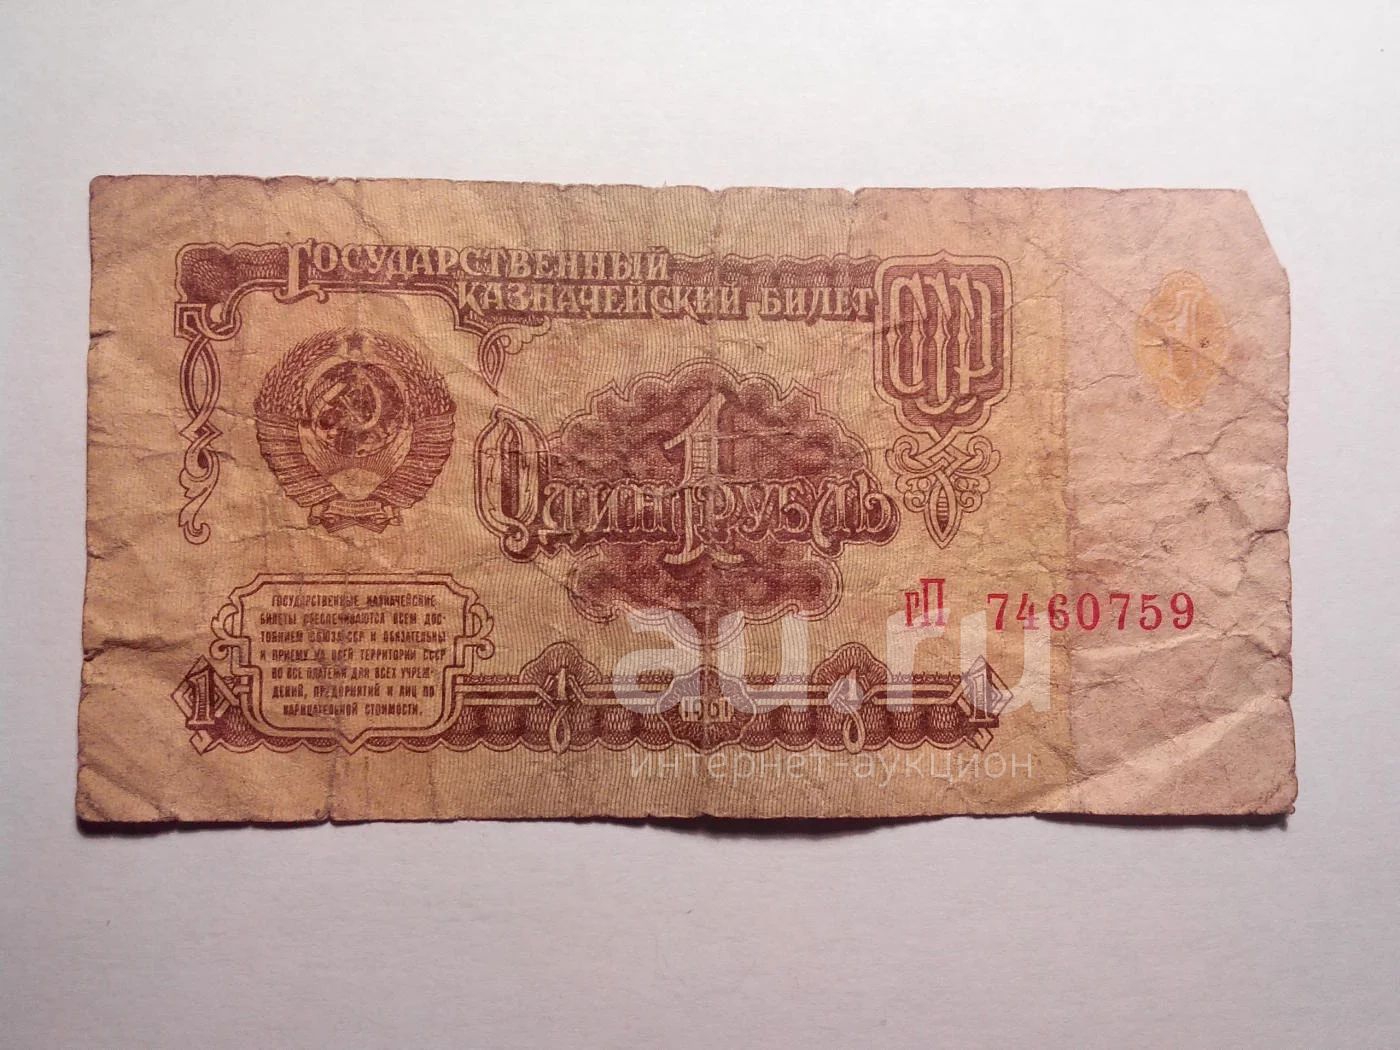 Государственный
казначейский билет
СССР
1
Один рубль
1
гП 7460759
Государственные казначейские
билеты обеспечиваются всем дос-
тоянием Союза ССР и обязательны
к приему на всей территории СССР
во все платежи для всех учреж-
дений, предприятий и лиц по
нарицательной стоимости.
1 1 1961 1 1
au.ru
интернет-аукцион